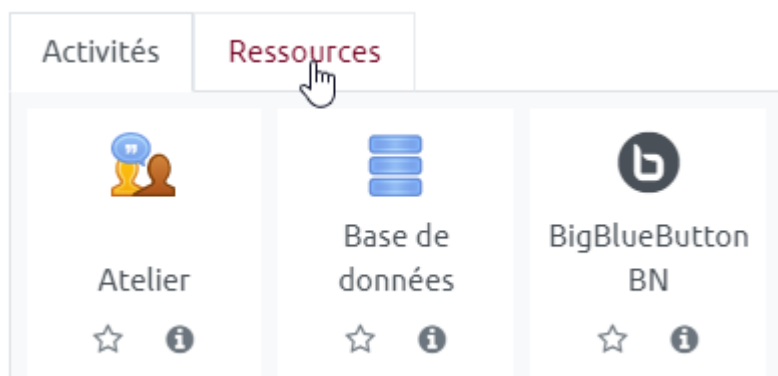 Activités
Ressources
Atelier
Base de
données
BigBlueButton
BN